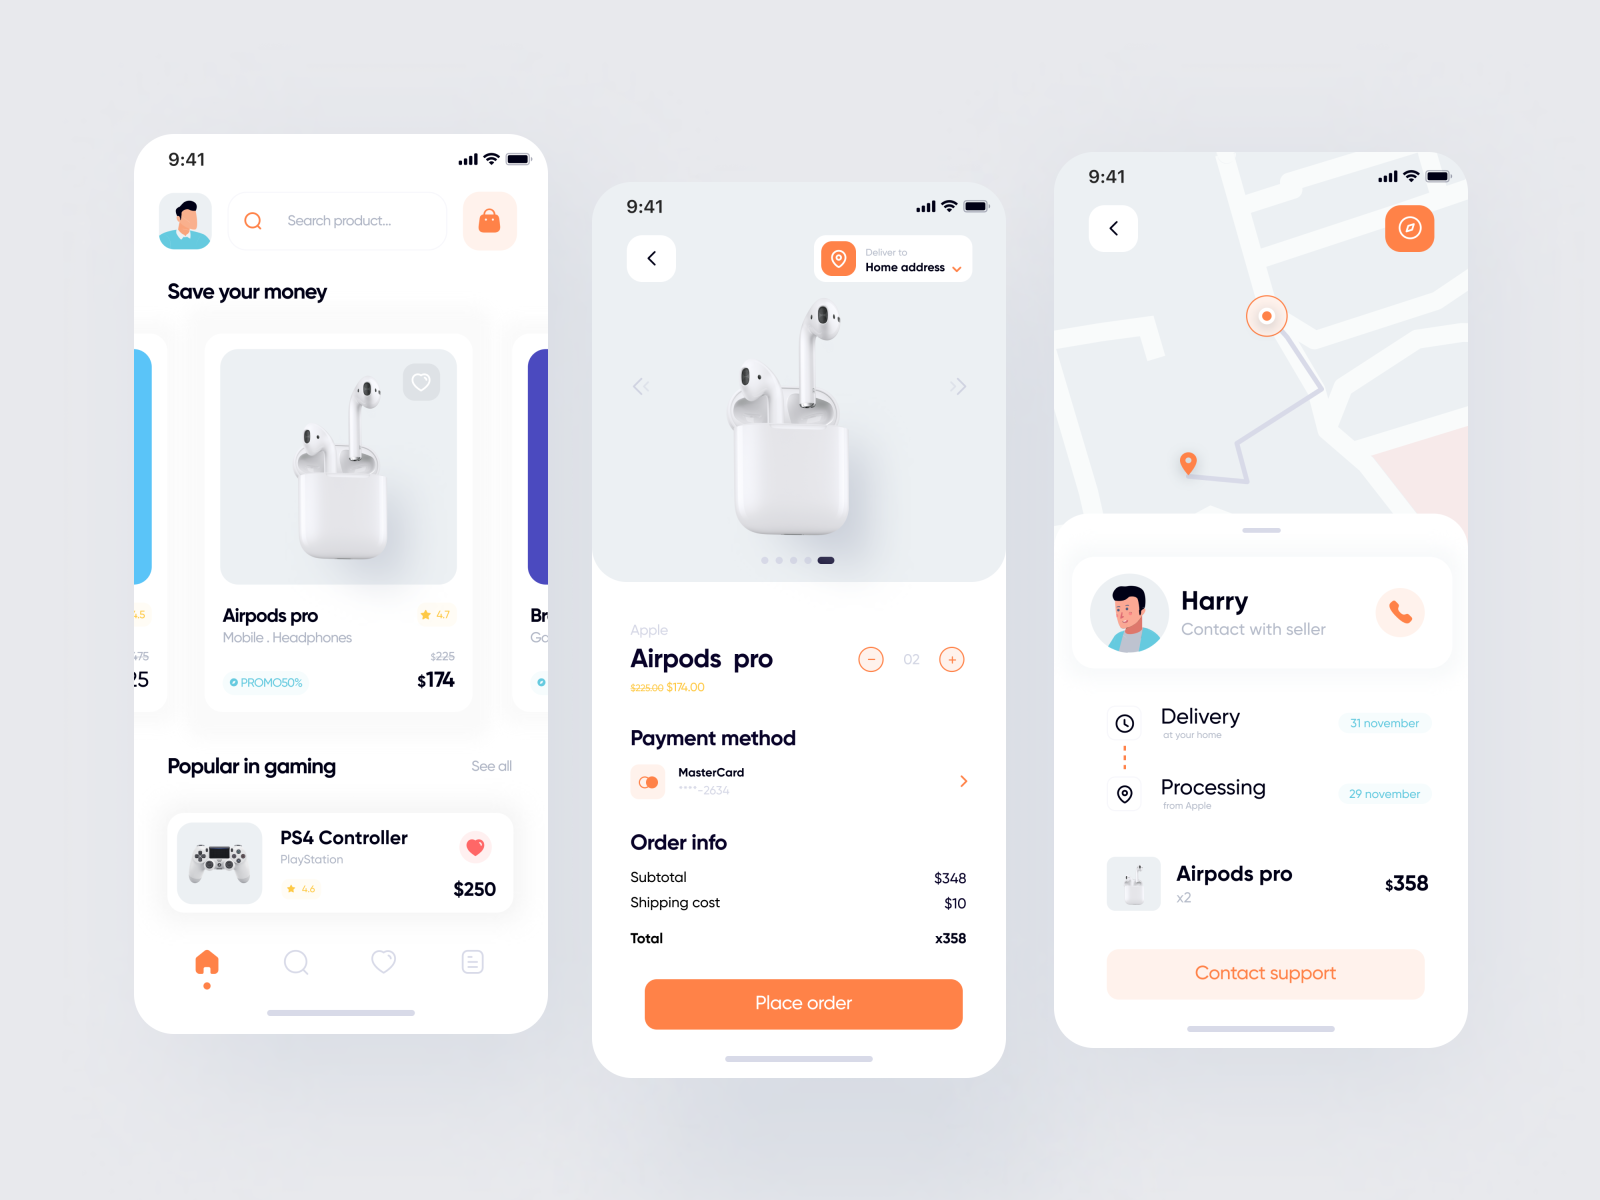 9:41
Search product...
Save your money
4.5
475
25
Airpods pro
4.7
Mobile . Headphones
$225
PROMO50%
$174
Br
Go
Popular in gaming
See all
PS4 Controller
PlayStation
4.6
$250
9:41
Deliver to
Home address
Apple
Airpods pro
02
$225.00 $174.00
Payment method
MasterCard
****-2634
Order info
Subtotal
$348
Shipping cost
$10
Total
x358
Place order
9:41
Harry
Contact with seller
Delivery
at your home
31 november
Processing
from Apple
29 november
Airpods pro
x2
$358
Contact support